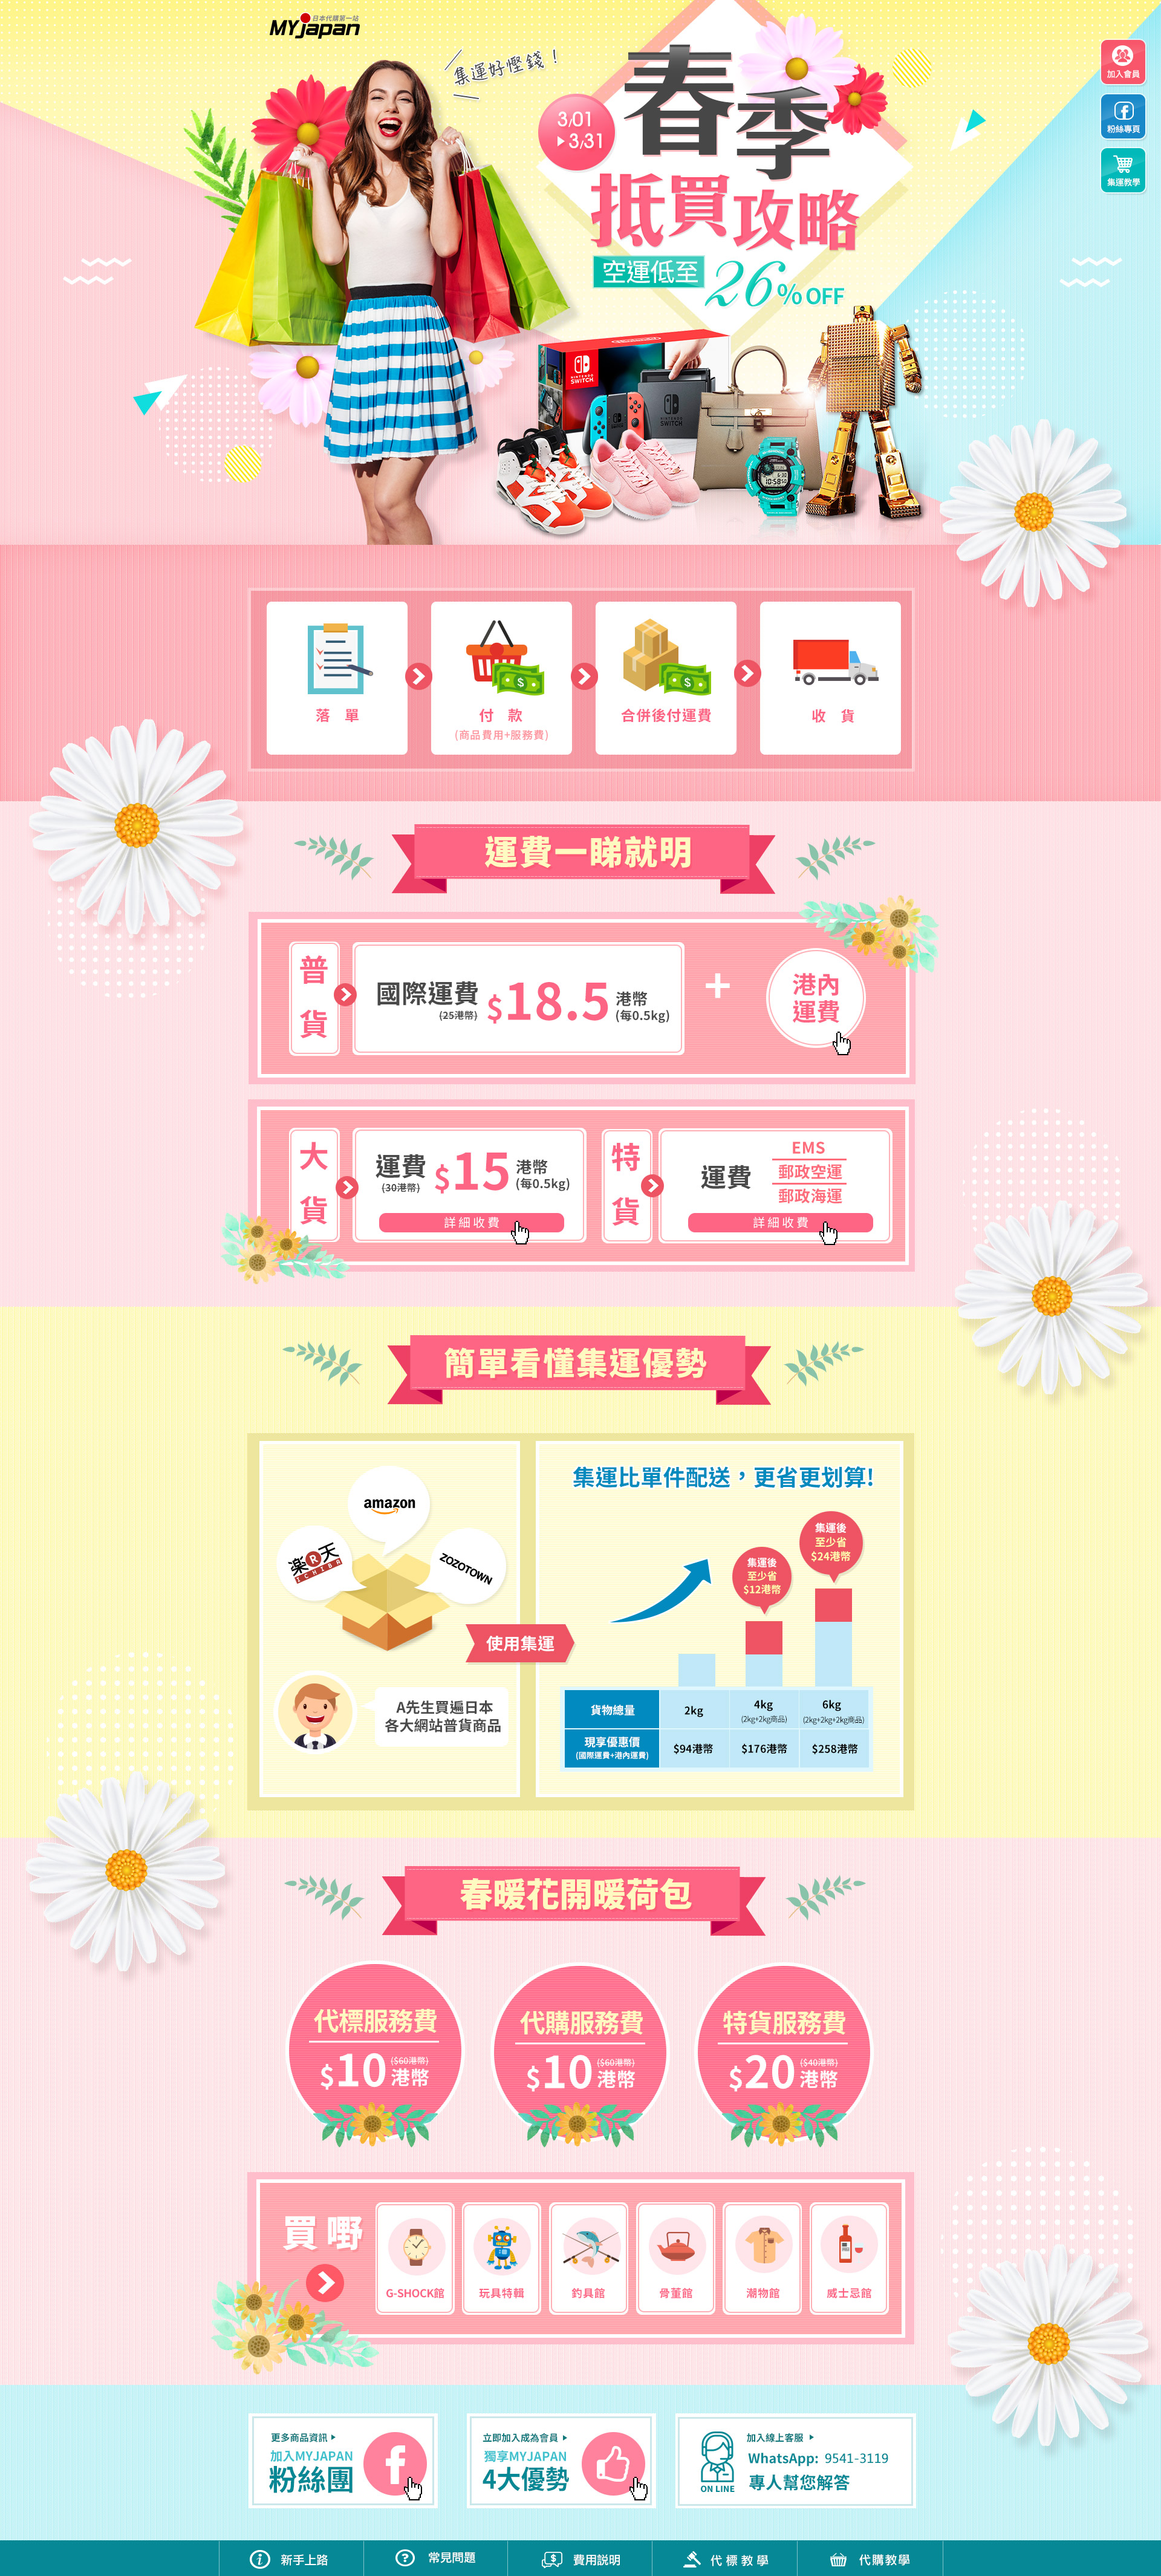 MYjapan
日本代購第一站
集運好慳錢!
3/01
3/31
春季
抵買攻略
空運低至
26%OFF
NINTENDO
SWITCH
NINTENDO
SWITCH
10:58
加入會員
粉絲專頁
集運教學
落 單
付 款
(商品費用+服務費)
合併後付運費
收 貨
運費一睇就明
普貨
國際運費
(25港幣)
$18.5
港幣
(每0.5kg)
+
港內
運費
大貨
運費
(30港幣)
$15
港幣
(每0.5kg)
詳細收費
特貨
運費
EMS
郵政空運
郵政海運
詳細收費
簡單看懂集運優勢
amazon
楽R天
ICHIBA
ZOZOTOWN
使用集運
A先生買遍日本
各大網站普貨商品
集運比單件配送,更省更划算!
集運後
至少省
$12港幣
集運後
至少省
$24港幣
貨物總量
2kg
4kg
(2kg+2kg商品)
6kg
(2kg+2kg+2kg商品)
現享優惠價
(國際運費+港內運費)
$94港幣
$176港幣
$258港幣
春暖花開暖荷包
代標服務費
$10
($60港幣)
港幣
代購服務費
$10
($60港幣)
港幣
特貨服務費
$20
($40港幣)
港幣
買嘢
G-SHOCK館
玩具特輯
釣具館
骨董館
潮物館
威士忌館
更多商品資訊
加入MYJAPAN
粉絲團
立即加入成為會員
獨享MYJAPAN
4大優勢
ON LINE
加入線上客服
WhatsApp: 9541-3119
專人幫您解答
新手上路
常見問題
費用説明
代標教學
代購教學